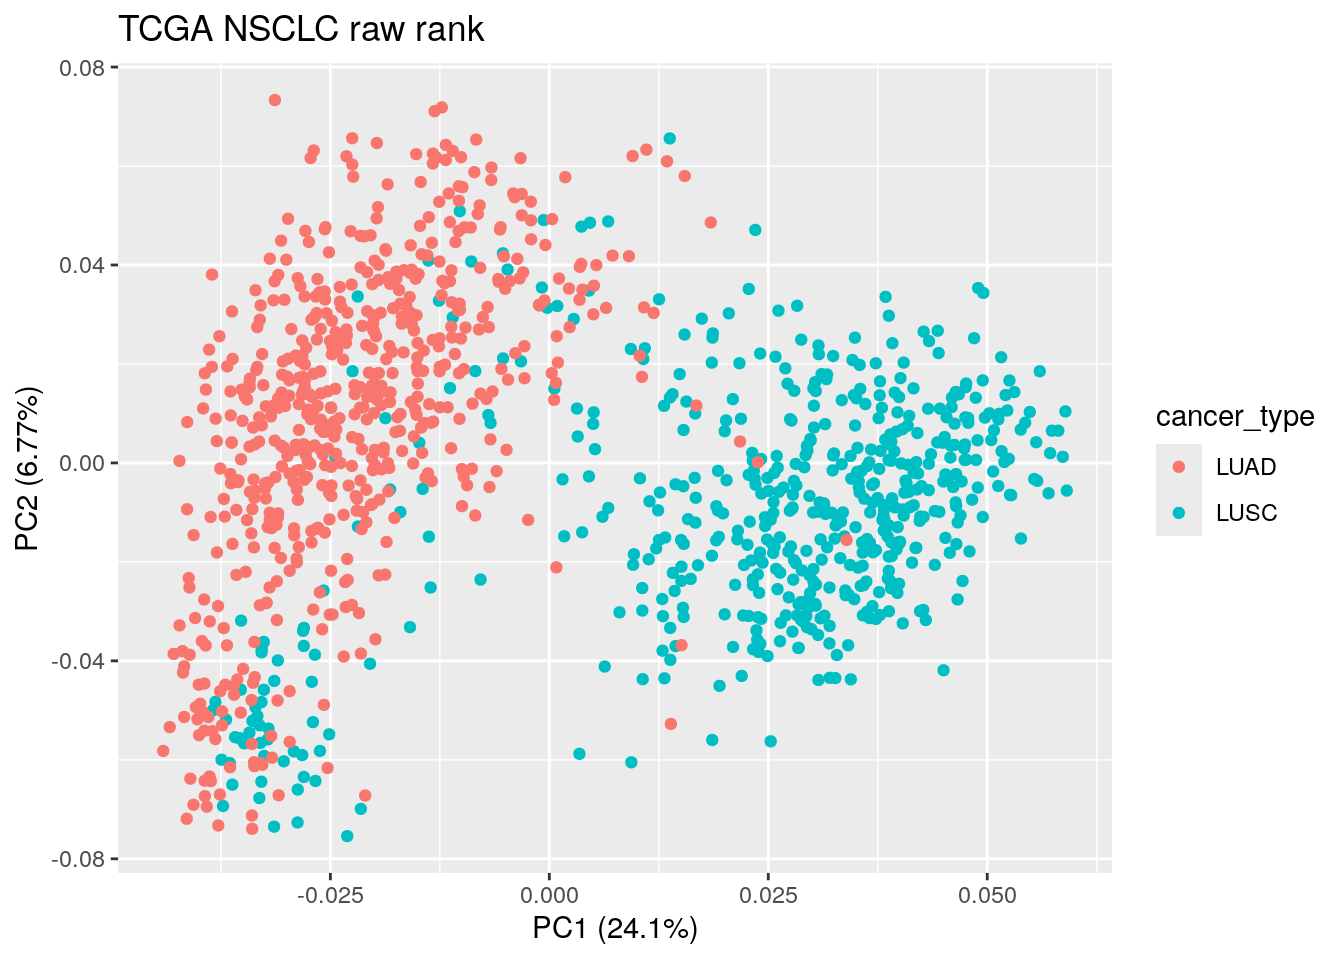 TCGA NSCLC raw rank
0.08
0.04
0.00
-0.04
-0.08
PC2 (6.77%)
-0.025
0.000
0.025
0.050
PC1 (24.1%)
cancer_type
LUAD
LUSC